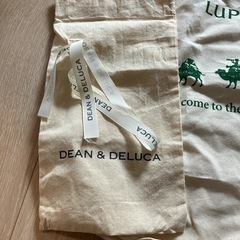 LUP
DEAN & DELUCA
DEAN & DELUCA
come to the
DEAN & DELUCA